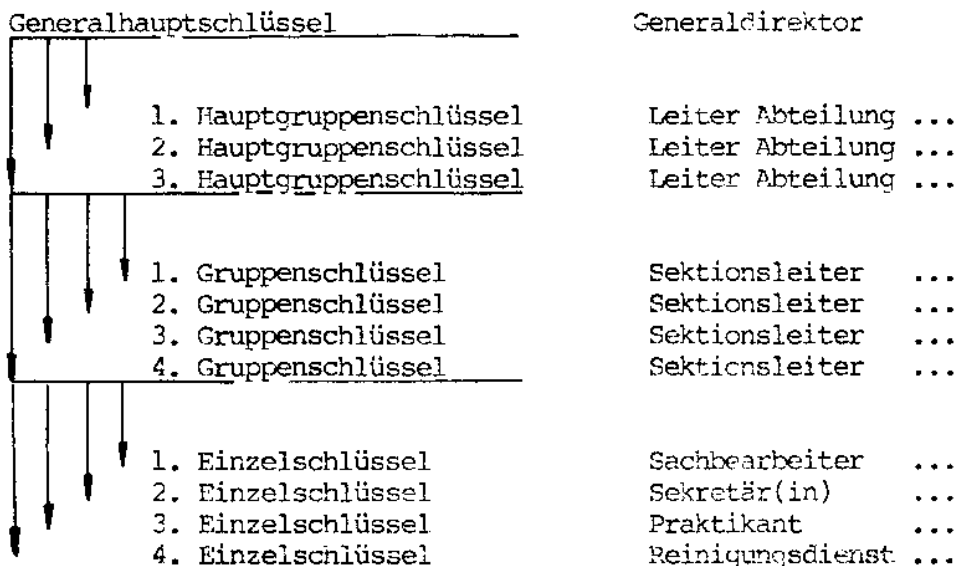 Generalhauptschlüssel Generaldirektor
1. Hauptgruppenschlüssel Leiter Abteilung ...
2. Hauptgruppenschlüssel Leiter Abteilung ...
3. Hauptgruppenschlüssel Leiter Abteilung ...
1. Gruppenschlüssel Sektionsleiter ...
2. Gruppenschlüssel Sektionsleiter ...
3. Gruppenschlüssel Sektionsleiter ...
4. Gruppenschlüssel Sektionsleiter ...
1. Einzelschlüssel Sachbearbeiter ...
2. Einzelschlüssel Sekretär(in) ...
3. Einzelschlüssel Praktikant ...
4. Einzelschlüssel Reinigungsdienst ...